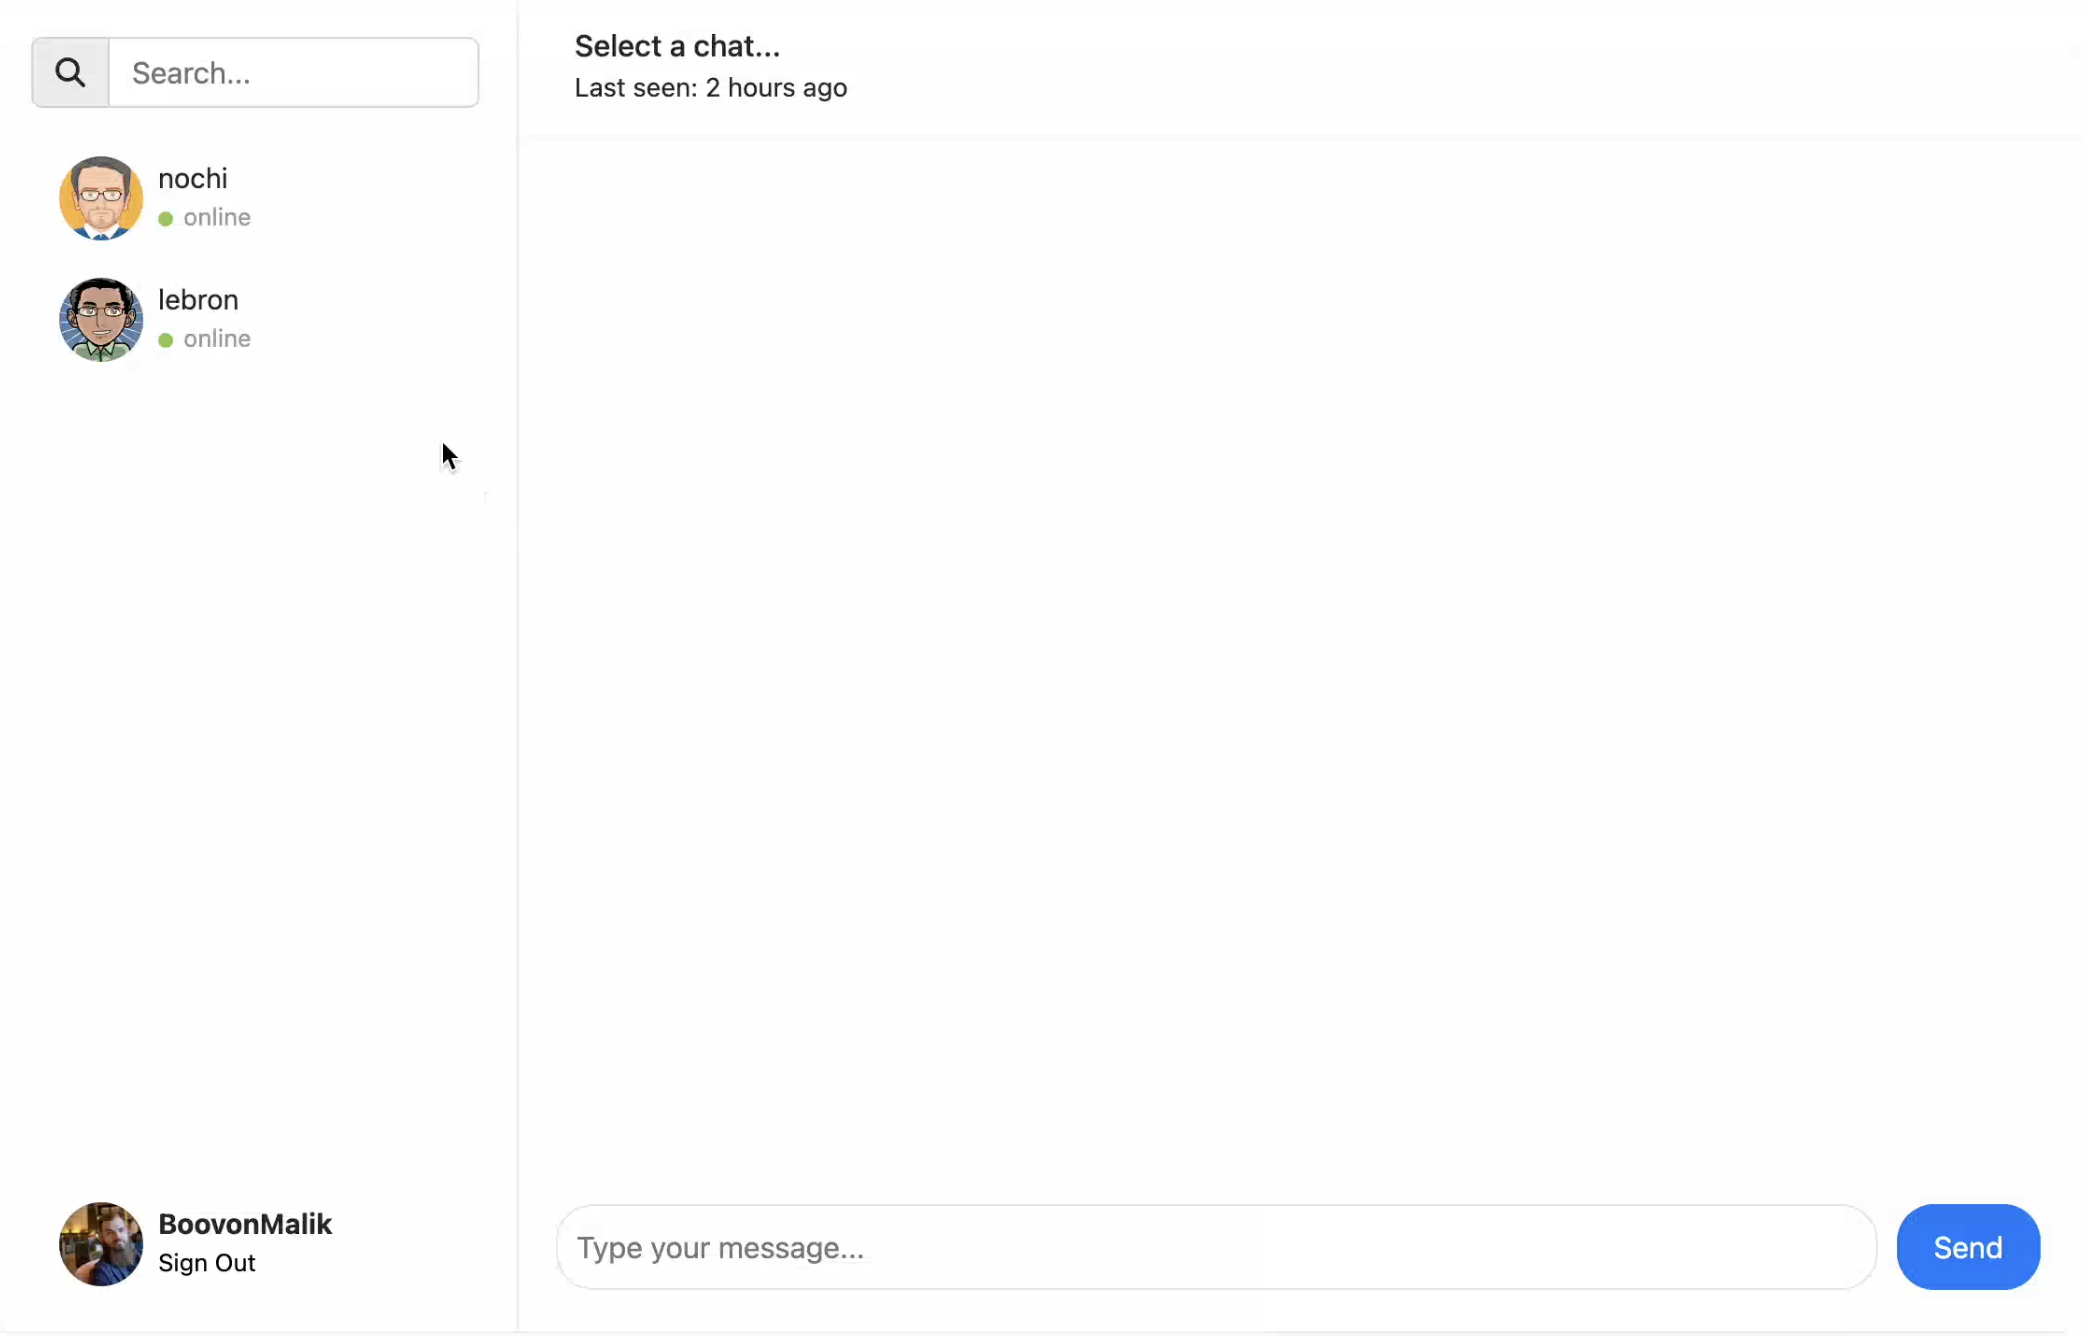 Search...
nochi
online
lebron
online
BoovonMalik
Sign Out
Select a chat...
Last seen: 2 hours ago
Type your message...
Send